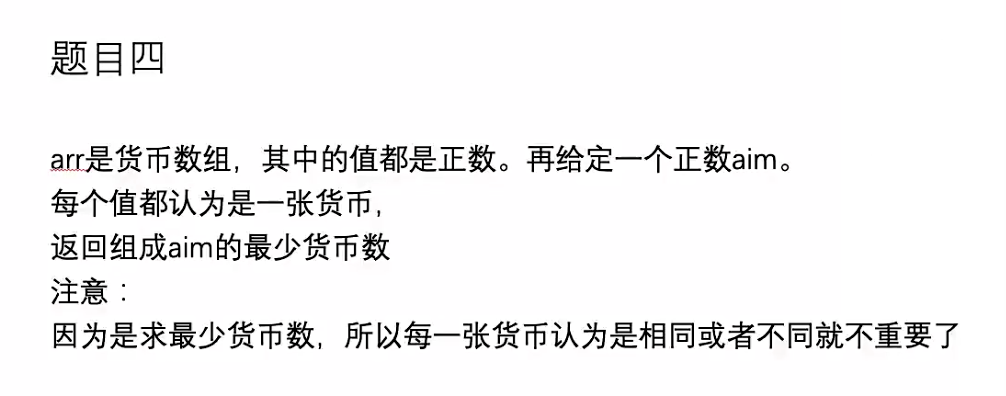 题目四
arr是货币数组，其中的值都是正数。再给定一个正数aim。
每个值都认为是一张货币，
返回组成aim的最少货币数
注意：
因为是求最少货币数，所以每一张货币认为是相同或者不同就不重要了